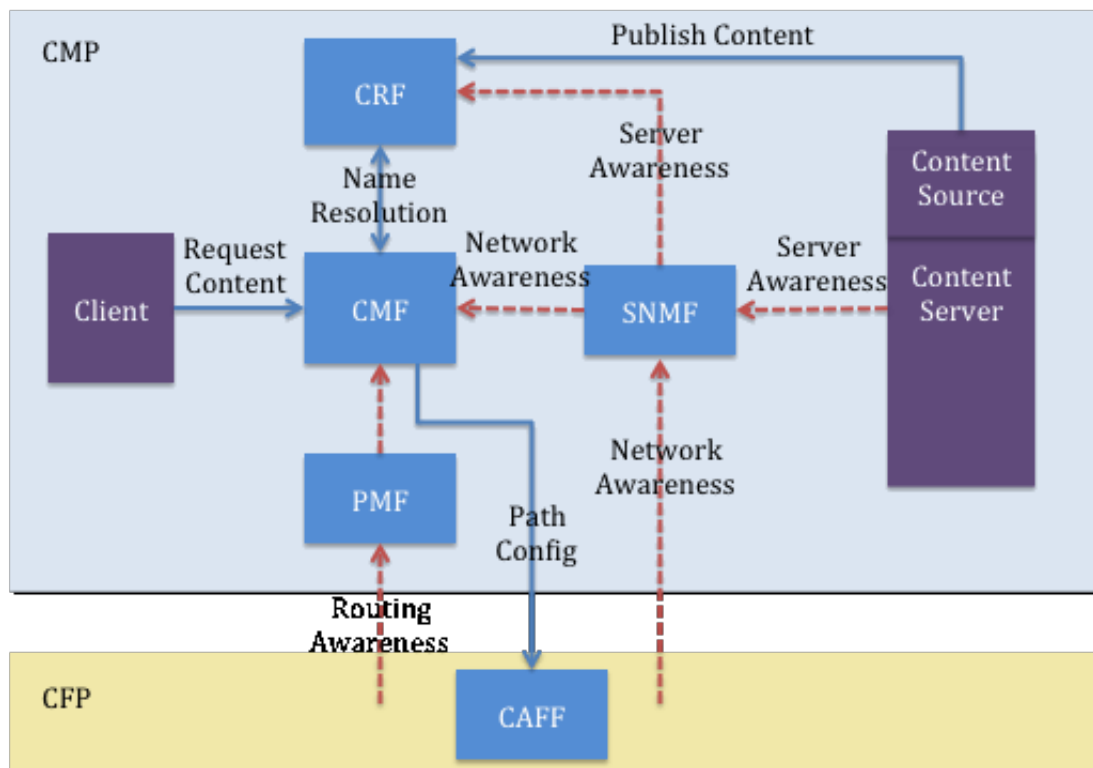 CMP
Publish Content
CRF
Server
Awareness
Content
Source
Name
Resolution
Request
Content
Network
Awareness
Server
Awareness
Client
CMF
SNMF
Content
Server
PMF
Network
Awareness
Path
Config
Routing
Awareness
CFP
CAFF